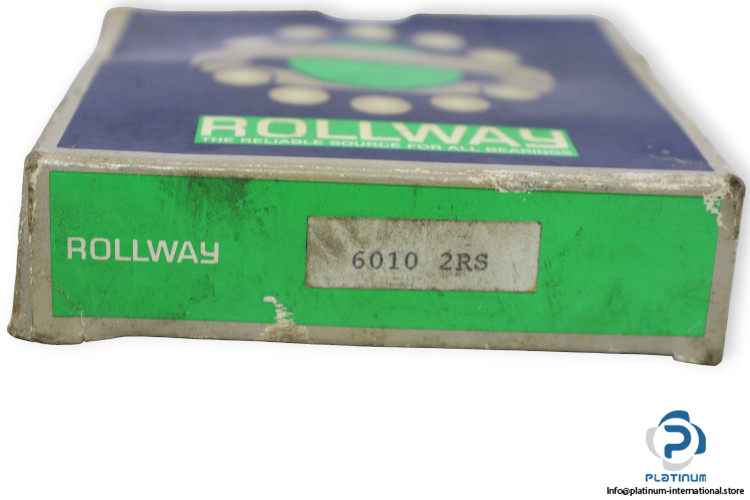 ROLLWAY
THE RELIABLE SOURCE FOR ALL BEARINGS
ROLLWAY
6010 2RS
PLATINUM
Info@platinum-international.store